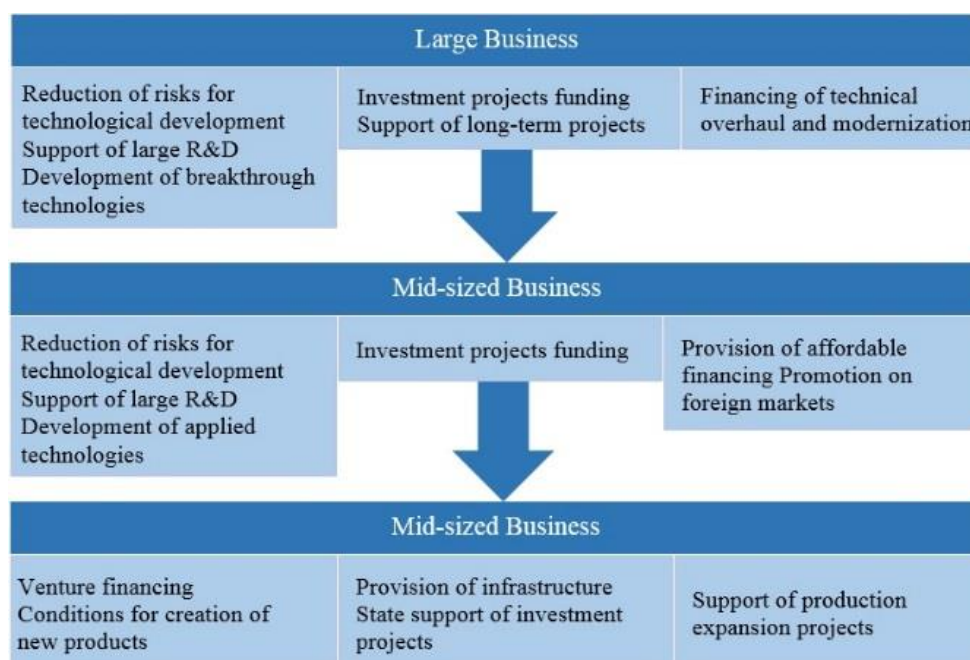 Large Business
Reduction of risks for
technological development
Support of large R&D
Development of breakthrough
technologies
Investment projects funding
Support of long-term projects
Financing of technical
overhaul and modernization
Mid-sized Business
Reduction of risks for
technological development
Support of large R&D
Development of applied
technologies
Investment projects funding
Provision of affordable
financing Promotion on
foreign markets
Mid-sized Business
Venture financing
Conditions for creation of
new products
Provision of infrastructure
State support of investment
projects
Support of production
expansion projects